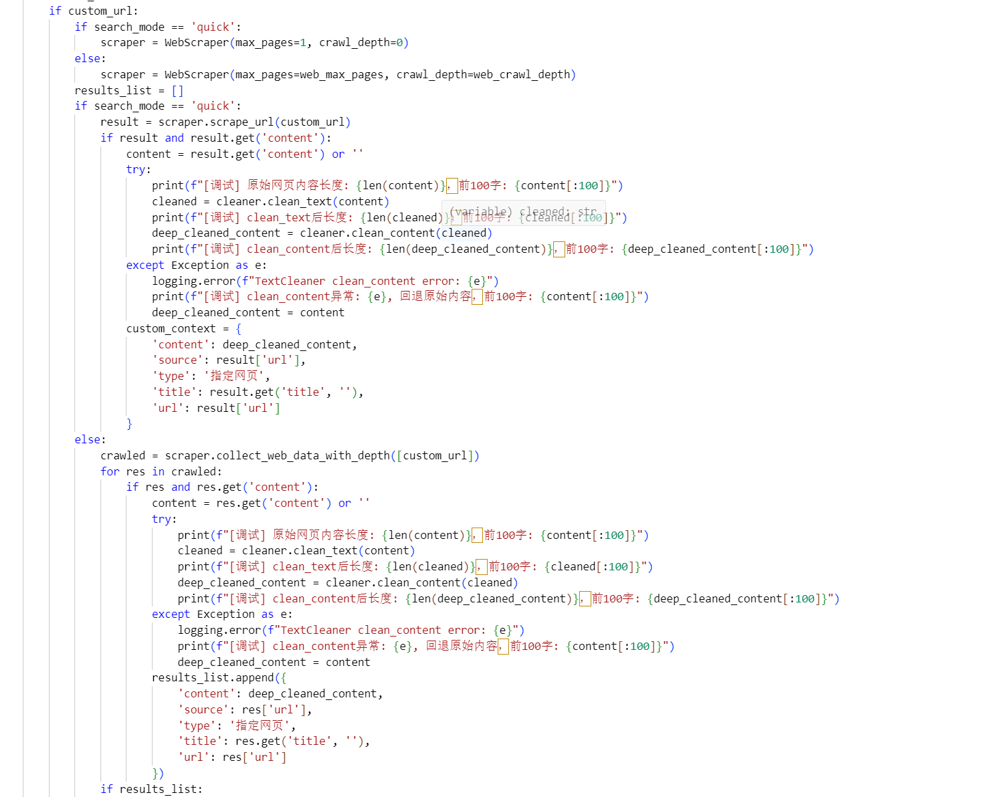 if custom_url:
if search_mode == 'quick':
scraper = WebScraper(max_pages=1, crawl_depth=0)
else:
scraper = WebScraper(max_pages=web_max_pages, crawl_depth=web_crawl_depth)
results_list = []
if search_mode == 'quick':
result = scraper.scrape_url(custom_url)
if result and result.get('content'):
content = result.get('content') or ''
try:
print(f"[调试] 原始网页内容长度: {len(content)}，前100字: {content[:100]}")
cleaned = cleaner.clean_text(content)
(variable) cleaned: str
print(f"[调试] clean_text后长度: {len(cleaned)}，前100字: {cleaned[:100]}")
deep_cleaned_content = cleaner.clean_content(cleaned)
print(f"[调试] clean_content后长度: {len(deep_cleaned_content)}，前100字: {deep_cleaned_content[:100]}")
except Exception as e:
logging.error(f"TextCleaner clean_content error: {e}")
print(f"[调试] clean_content异常: {e}, 回退原始内容，前100字: {content[:100]}")
deep_cleaned_content = content
custom_context = {
'content': deep_cleaned_content,
'source': result['url'],
'type': '指定网页',
'title': result.get('title', ''),
'url': result['url']
}
else:
crawled = scraper.collect_web_data_with_depth([custom_url])
for res in crawled:
if res and res.get('content'):
content = res.get('content') or ''
try:
print(f"[调试] 原始网页内容长度: {len(content)}，前100字: {content[:100]}")
cleaned = cleaner.clean_text(content)
print(f"[调试] clean_text后长度: {len(cleaned)}，前100字: {cleaned[:100]}")
deep_cleaned_content = cleaner.clean_content(cleaned)
print(f"[调试] clean_content后长度: {len(deep_cleaned_content)}，前100字: {deep_cleaned_content[:100]}")
except Exception as e:
logging.error(f"TextCleaner clean_content error: {e}")
print(f"[调试] clean_content异常: {e}, 回退原始内容，前100字: {content[:100]}")
deep_cleaned_content = content
results_list.append({
'content': deep_cleaned_content,
'source': res['url'],
'type': '指定网页',
'title': res.get('title', ''),
'url': res['url']
})
if results_list: